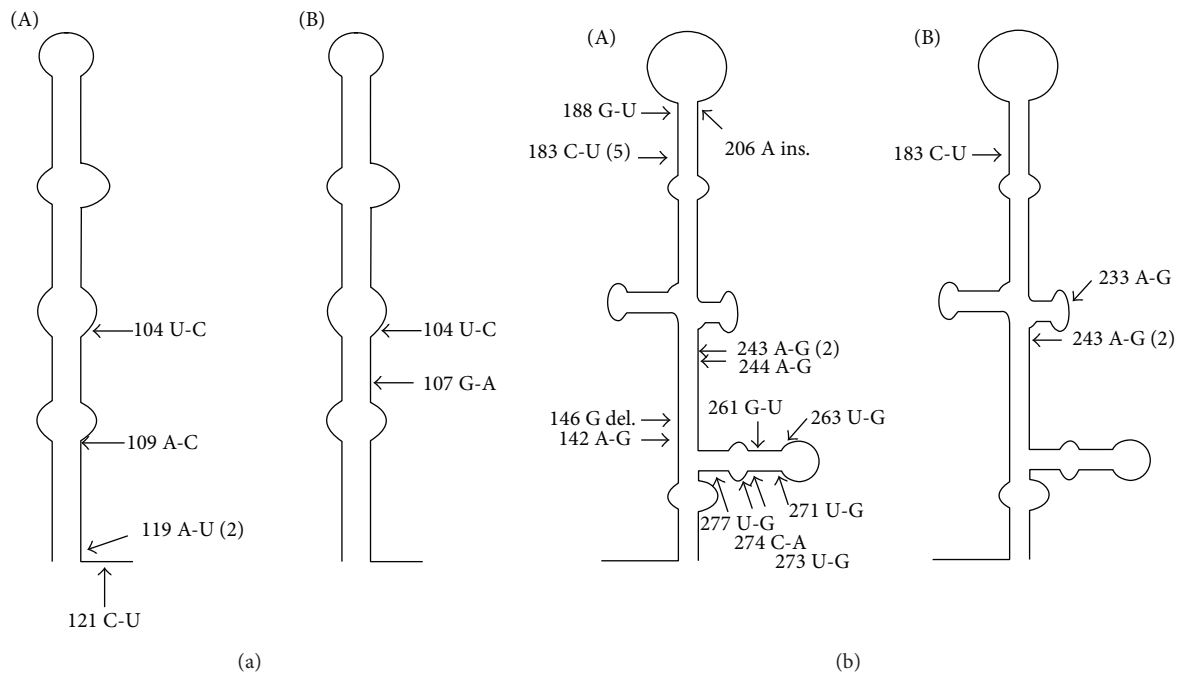 (A)
(B)
104 U-C
109 A-C
119 A-U (2)
121 C-U
104 U-C
107 G-A
(a)
(A)
(B)
188 G-U
206 A ins.
183 C-U (5)
243 A-G (2)
244 A-G
146 G del.
142 A-G
261 G-U
263 U-G
271 U-G
277 U-G
274 C-A
273 U-G
183 C-U
233 A-G
243 A-G (2)
(b)